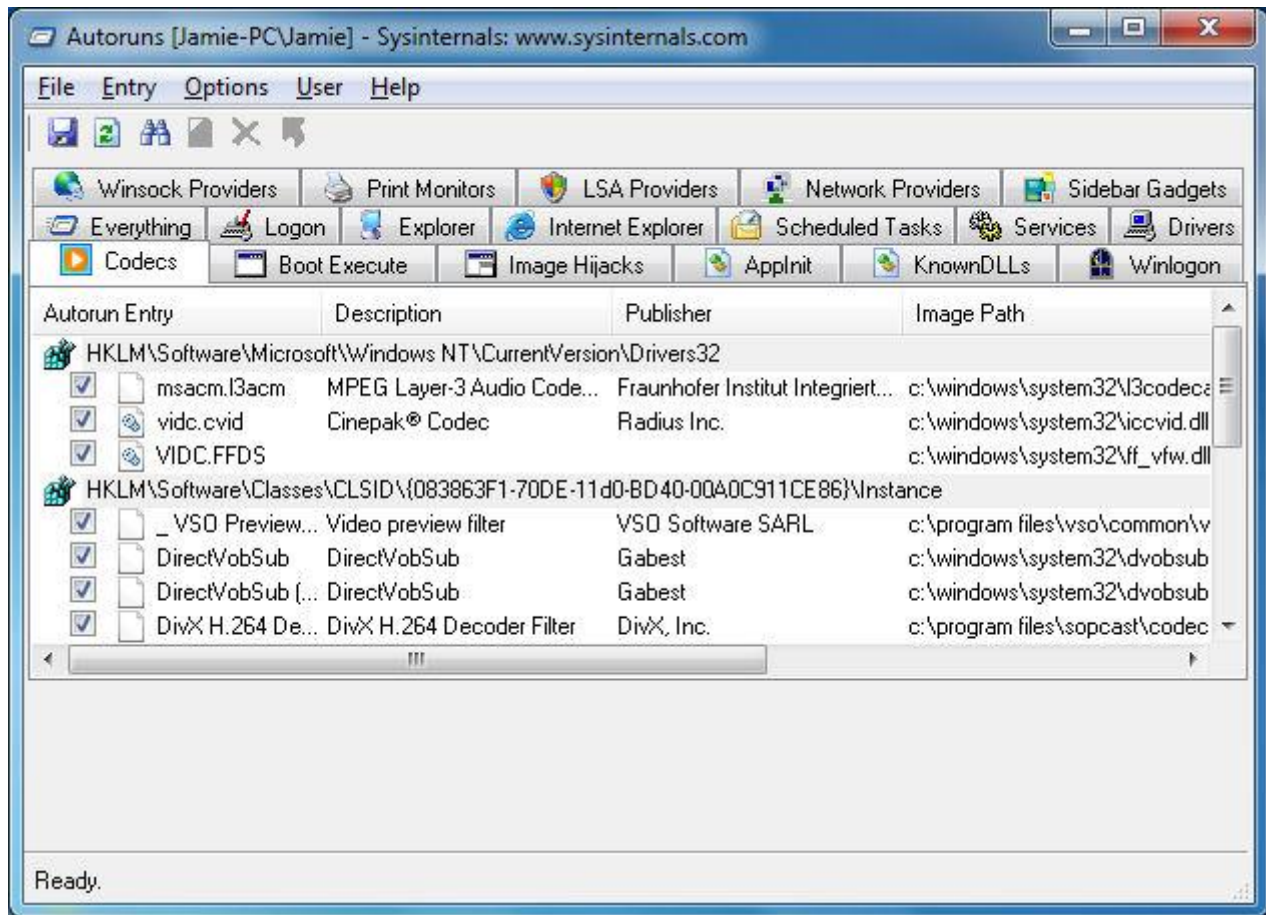 Autoruns [Jamie-PC\Jamie] - Sysinternals: www.sysinternals.com
File Entry Options User Help
Winsock Providers Print Monitors LSA Providers Network Providers Sidebar Gadgets
Everything Logon Explorer Internet Explorer Scheduled Tasks Services Drivers
Codecs Boot Execute Image Hijacks AppInit KnownDLLs Winlogon
Autorun Entry Description Publisher Image Path
HKLM\Software\Microsoft\Windows NT\CurrentVersion\Drivers32
msacm.l3acm MPEG Layer-3 Audio Code... Fraunhofer Institut Integriert... c:\windows\system32\l3codeca
vidc.cvid Cinepak® Codec Radius Inc. c:\windows\system32\iccvid.dll
VIDC.FFDS c:\windows\system32\ff_vfw.dll
HKLM\Software\Classes\CLSID\{083863F1-70DE-11d0-BD40-00A0C911CE86}\Instance
_ VSO Preview... Video preview filter VSO Software SARL c:\program files\vso\common\v
DirectVobSub DirectVobSub Gabest c:\windows\system32\dvobsub
DirectVobSub (... DirectVobSub Gabest c:\windows\system32\dvobsub
DivX H.264 De... DivX H.264 Decoder Filter DivX, Inc. c:\program files\sopcast\codec
Ready.